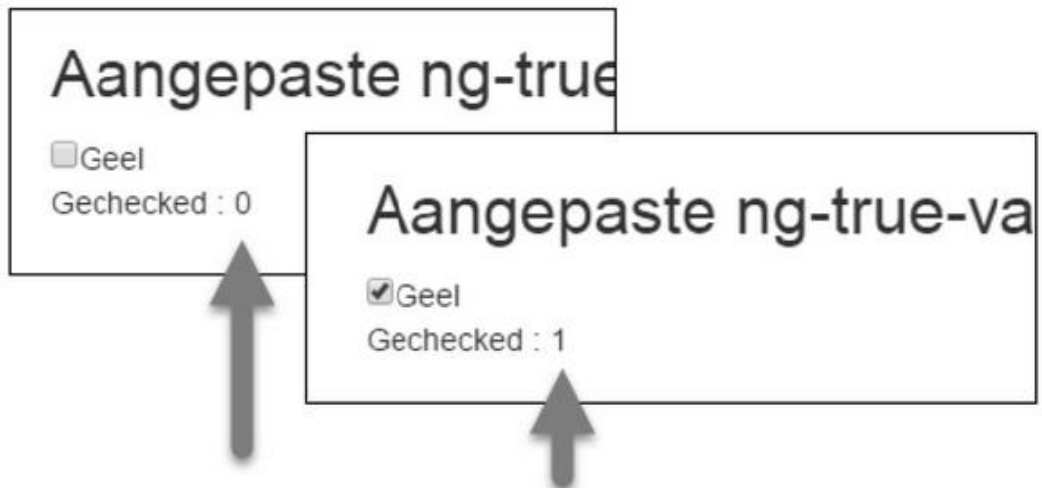 Aangepaste ng-true
Geel
Gechecked : 0
Aangepaste ng-true-va
Geel
Gechecked : 1